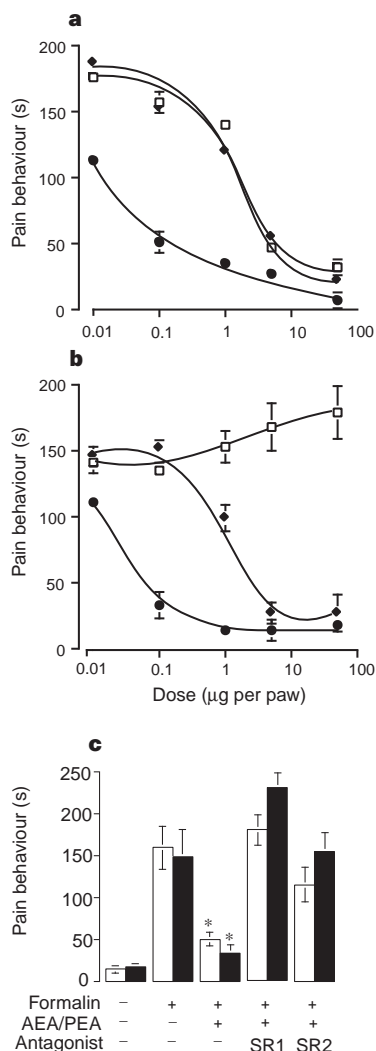 a
Pain behaviour (s)
200
150
100
50
0
0.01 0.1 1 10 100
b
Pain behaviour (s)
200
150
100
50
0
0.01 0.1 1 10 100
Dose (μg per paw)
c
Pain behaviour (s)
250
200
150
100
50
0
* *
Formalin – + + + +
AEA/PEA – – + + +
Antagonist – – – SR1 SR2